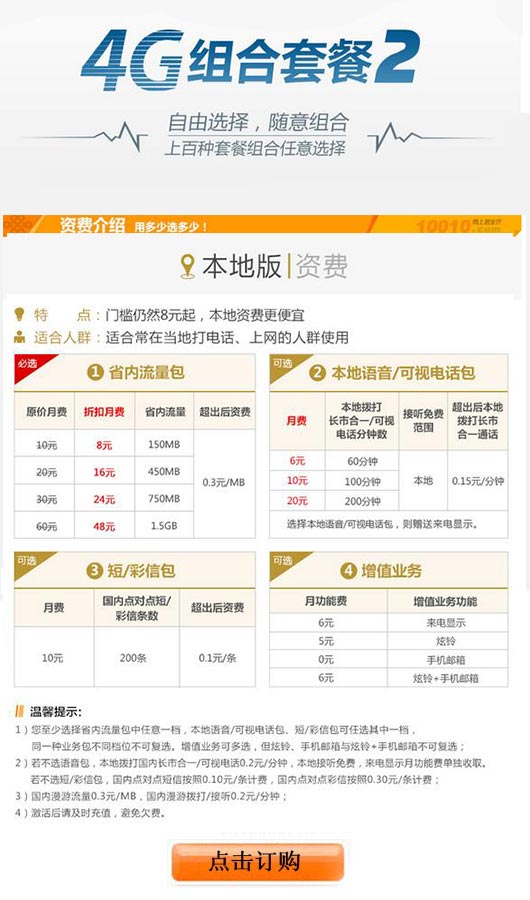 4G组合套餐2
自由选择，随意组合
上百种套餐组合任意选择
资费介绍 用多少选多少！
10010.com 网上营业厅
本地版|资费
特 点：门槛仍然8元起，本地资费更便宜
适合人群：适合常在当地打电话、上网的人群使用
必选
1 省内流量包
原价月费 折扣月费 省内流量 超出后资费
10元 8元 150MB
20元 16元 450MB
30元 24元 750MB
60元 48元 1.5GB
0.3元/MB
可选
2 本地语音/可视电话包
月费 本地拨打长市合一/可视电话分钟数 接听免费范围 超出后本地拨打长市合一通话
6元 60分钟
10元 100分钟
20元 200分钟
本地 0.15元/分钟
选择本地语音/可视电话包，则赠送来电显示。
可选
3 短/彩信包
月费 国内点对点短/彩信条数 超出后资费
10元 200条 0.1元/条
可选
4 增值业务
月功能费 增值业务功能
6元 来电显示
5元 炫铃
0元 手机邮箱
6元 炫铃+手机邮箱
温馨提示：
1）您至少选择省内流量包中任意一档，本地语音/可视电话包、短/彩信包可任选其中一档，
同一种业务包不同档位不可复选。增值业务可多选，但炫铃、手机邮箱与炫铃+手机邮箱不可复选；
2）若不选语音包，本地拨打国内长市合一/可视电话0.2元/分钟，本地接听免费，来电显示月功能费单独收取。
若不选短/彩信包，国内点对点短信按照0.10元/条计费，国内点对点彩信按照0.30元/条计费；
3）国内漫游流量0.3元/MB，国内漫游拨打/接听0.2元/分钟；
4）激活后请及时充值，避免欠费。
点击订购